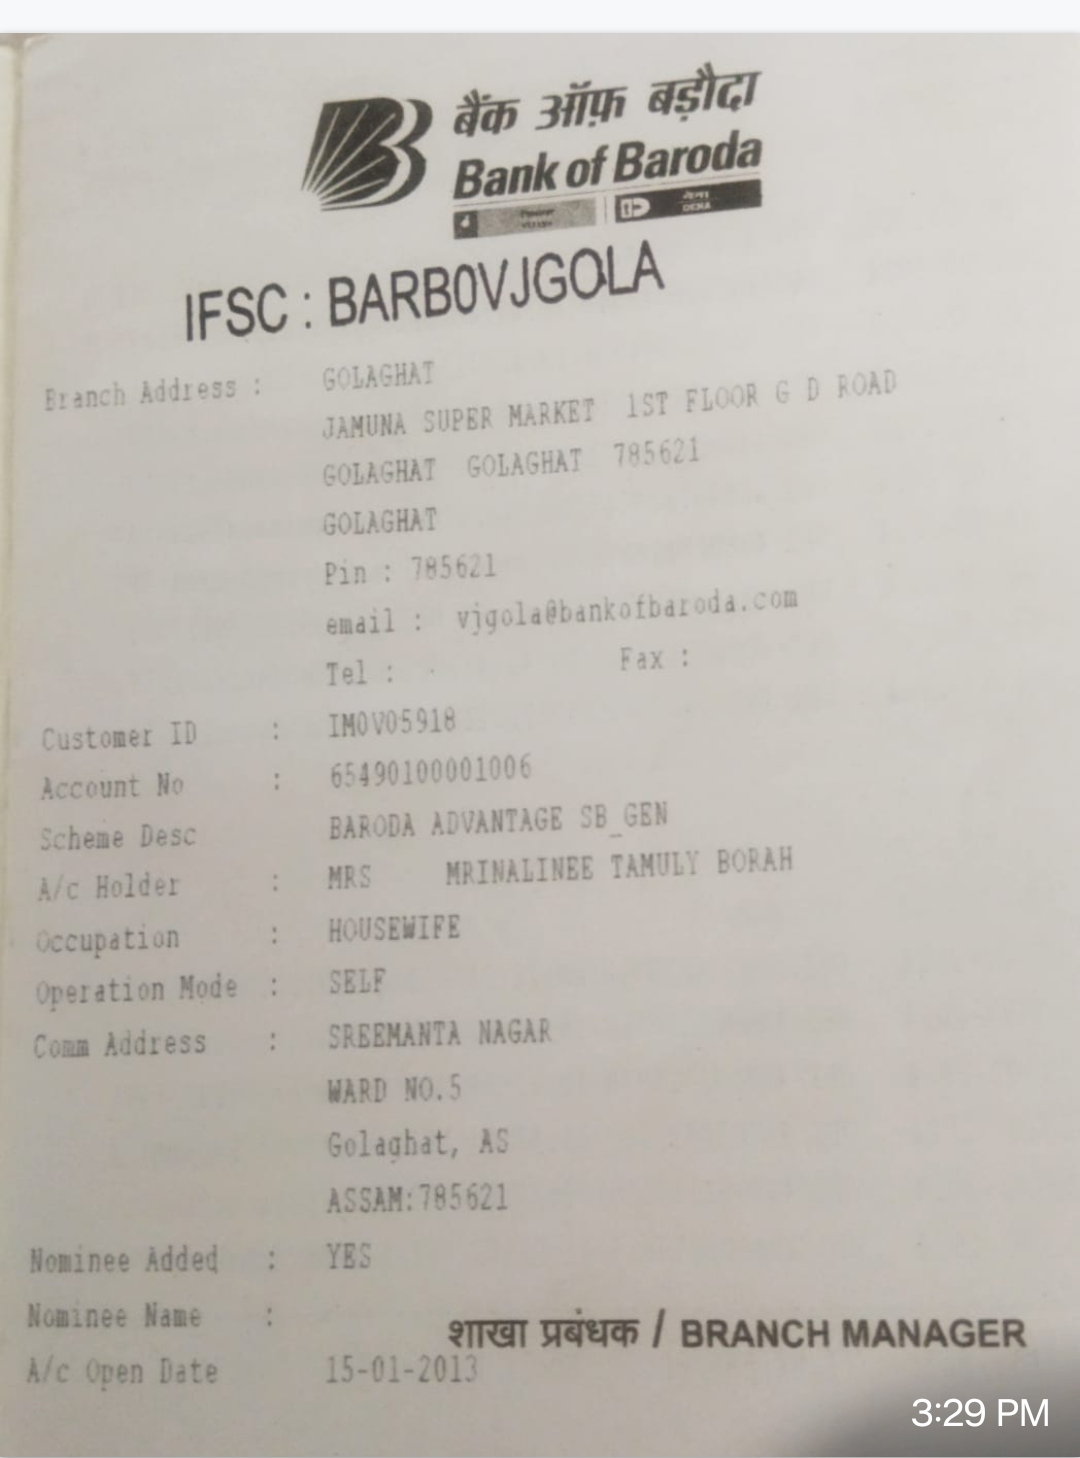 बैंक ऑफ़ बड़ौदा
Bank of Baroda
DENA
IFSC : BARB0VJGOLA
Branch Address : GOLAGHAT
JAMUNA SUPER MARKET 1ST FLOOR G D ROAD
GOLAGHAT GOLAGHAT 785621
GOLAGHAT
Pin : 785621
email : vjgola@bankofbaroda.com
Tel : Fax :
Customer ID : IM0V05918
Account No : 65490100001006
Scheme Desc BARODA ADVANTAGE SB_GEN
A/c Holder : MRS MRINALINEE TAMULY BORAH
Occupation : HOUSEWIFE
Operation Mode : SELF
Comm Address : SREEMANTA NAGAR
WARD NO.5
Golaghat, AS
ASSAM:785621
Nominee Added : YES
Nominee Name :
शाखा प्रबंधक / BRANCH MANAGER
A/c Open Date 15-01-2013
3:29 PM